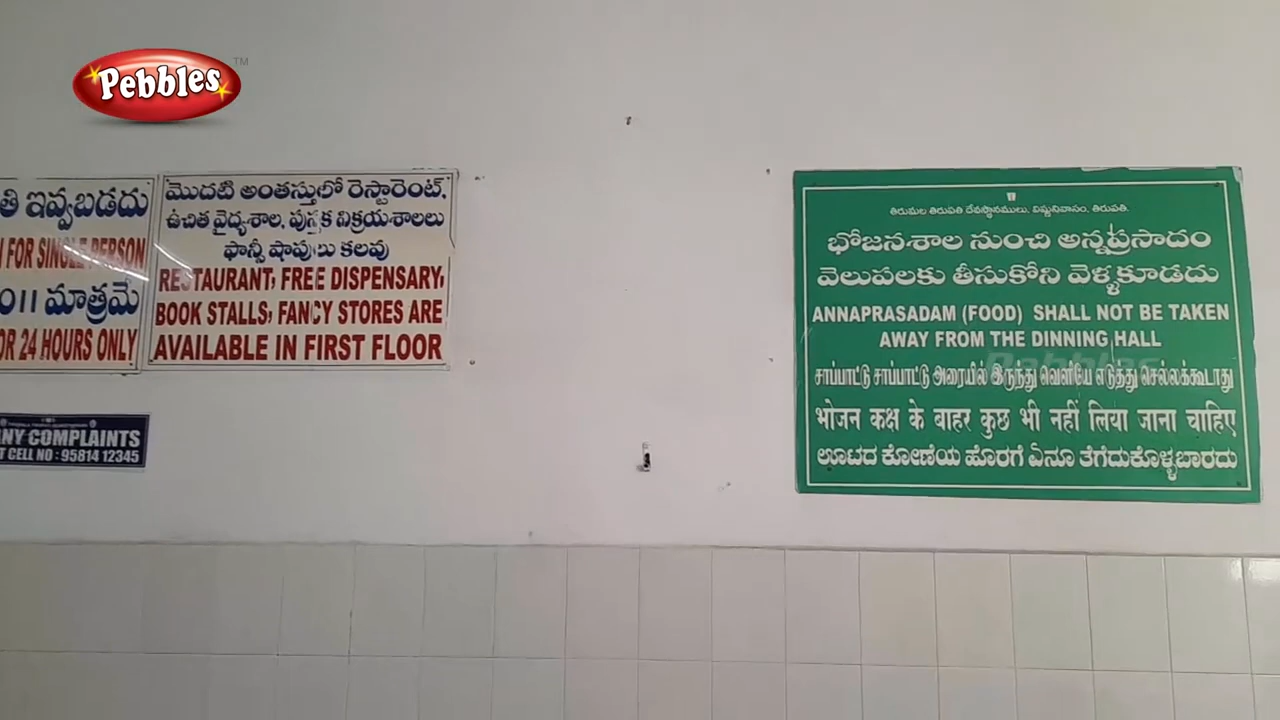 Pebbles™
తి ఇవ్వబడదు
FOR SINGLE PERSON
మాత్రమే
OR 24 HOURS ONLY
మొదటి అంతస్తులో రెస్టారెంట్,
ఉచిత వైద్యశాల, పుస్తక విక్రయశాలలు
ఫాన్సీ షాపులు కలవు
RESTAURANT, FREE DISPENSARY,
BOOK STALLS, FANCY STORES ARE
AVAILABLE IN FIRST FLOOR
NY COMPLAINTS
T CELL NO : 95814 12345
తిరుమల తిరుపతి దేవస్థానములు, విష్ణునివాసం, తిరుపతి.
భోజనశాల నుంచి అన్నప్రసాదం
వెలుపలకు తీసుకోని వెళ్ళకూడదు
ANNAPRASADAM (FOOD) SHALL NOT BE TAKEN
AWAY FROM THE DINNING HALL
Pebbles
சாப்பாட்டு சாப்பாட்டு அரையில் இருந்து வெளியே எடுத்து செல்லக்கூடாது
भोजन कक्ष के बाहर कुछ भी नहीं लिया जाना चाहिए
ಊಟದ ಕೋಣೆಯ ಹೊರಗೆ ಏನೂ ತೆಗೆದುಕೊಳ್ಳಬಾರದು